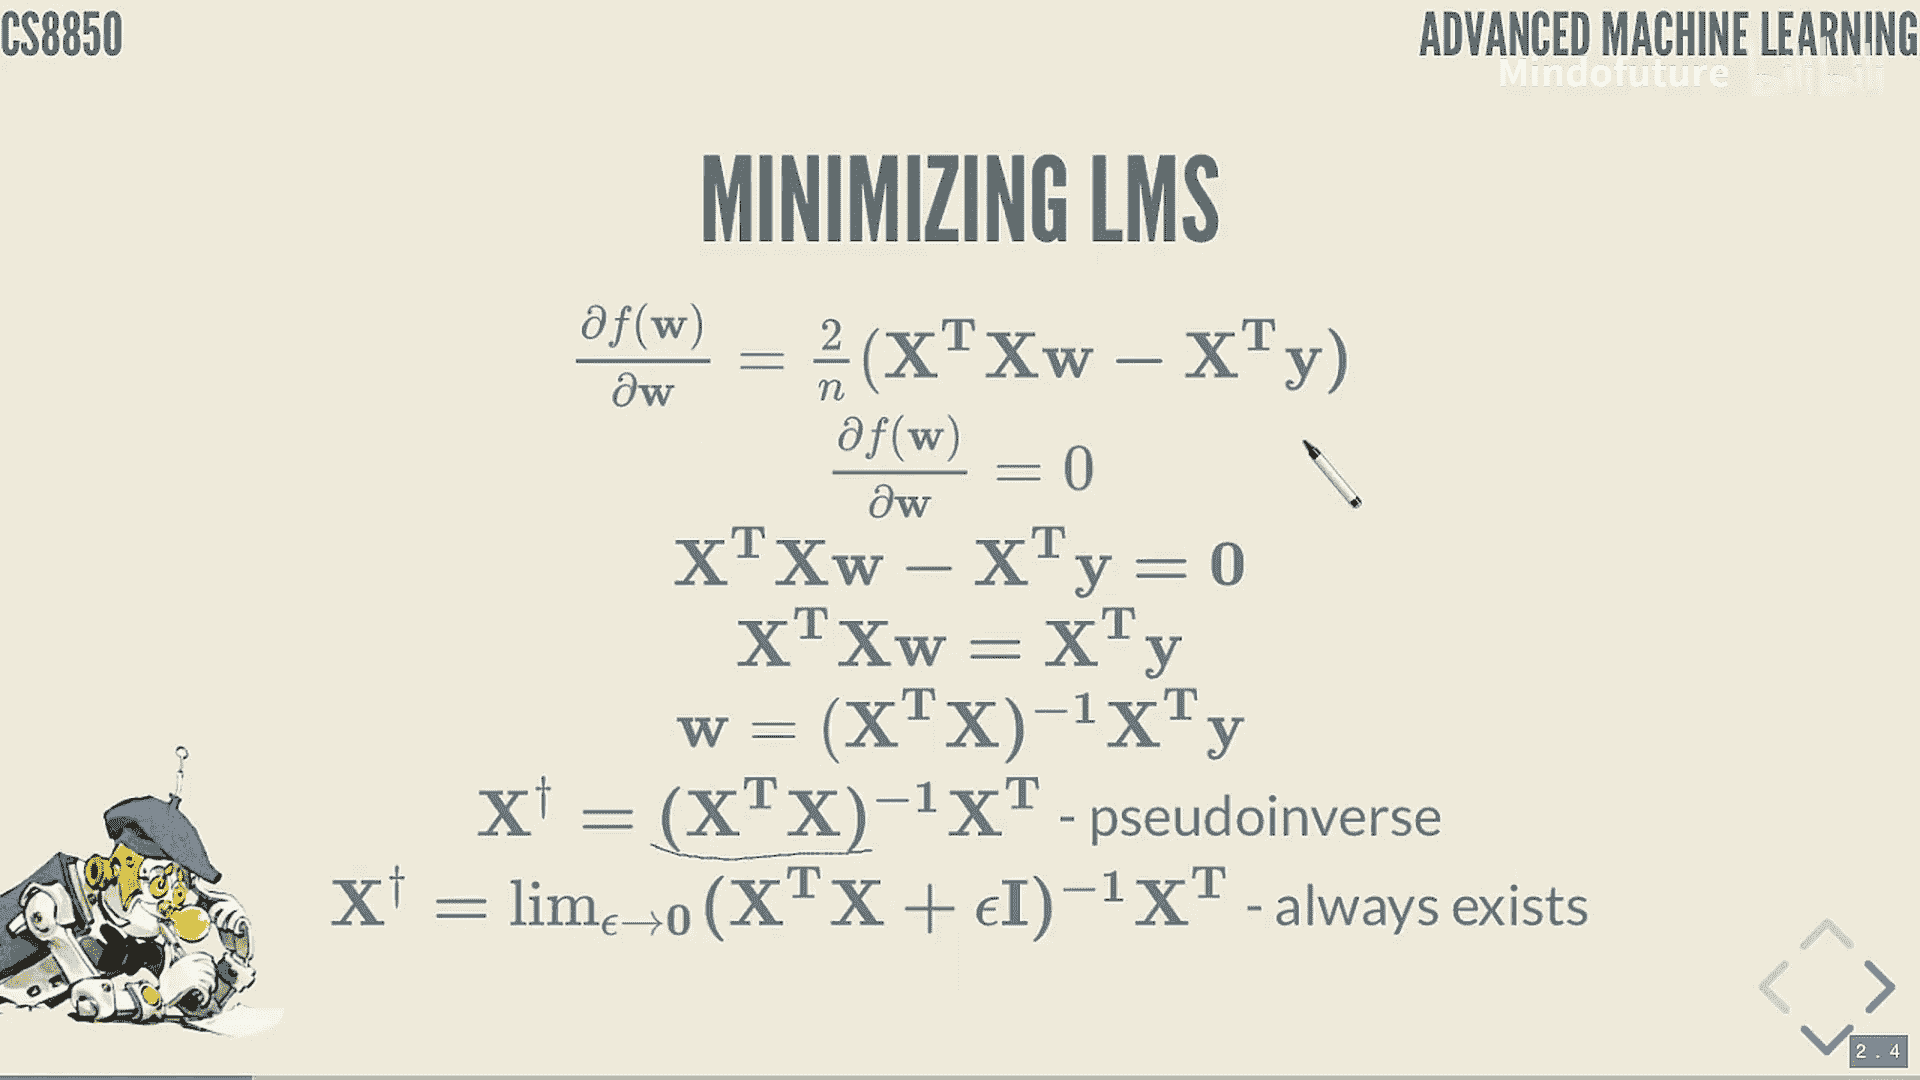 CS8850
ADVANCED MACHINE LEARNING
Mindofuture bilibili
MINIMIZING LMS
∂f(w)/∂w = 2/n (XᵀXw − Xᵀy)
∂f(w)/∂w = 0
XᵀXw − Xᵀy = 0
XᵀXw = Xᵀy
w = (XᵀX)⁻¹Xᵀy
X† = (XᵀX)⁻¹Xᵀ - pseudoinverse
X† = lim_{ϵ→0}(XᵀX + ϵI)⁻¹Xᵀ - always exists
2.4